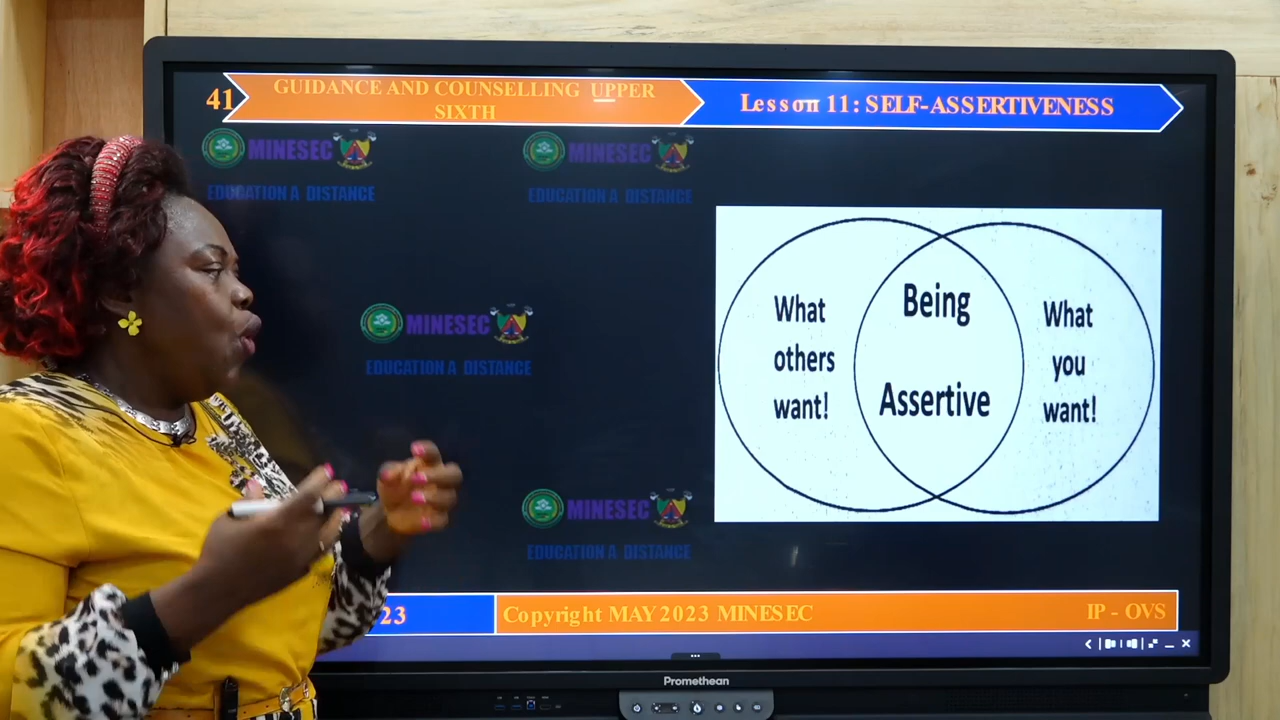 41
GUIDANCE AND COUNSELLING UPPER
SIXTH
Lesson 11: SELF-ASSERTIVENESS
MINESEC
EDUCATION A DISTANCE
MINESEC
EDUCATION A DISTANCE
What
others
want!
Being
Assertive
What
you
want!
MINESEC
EDUCATION A DISTANCE
MINESEC
EDUCATION A DISTANCE
23
Copyright MAY 2023 MINESEC
IP - OVS
Promethean